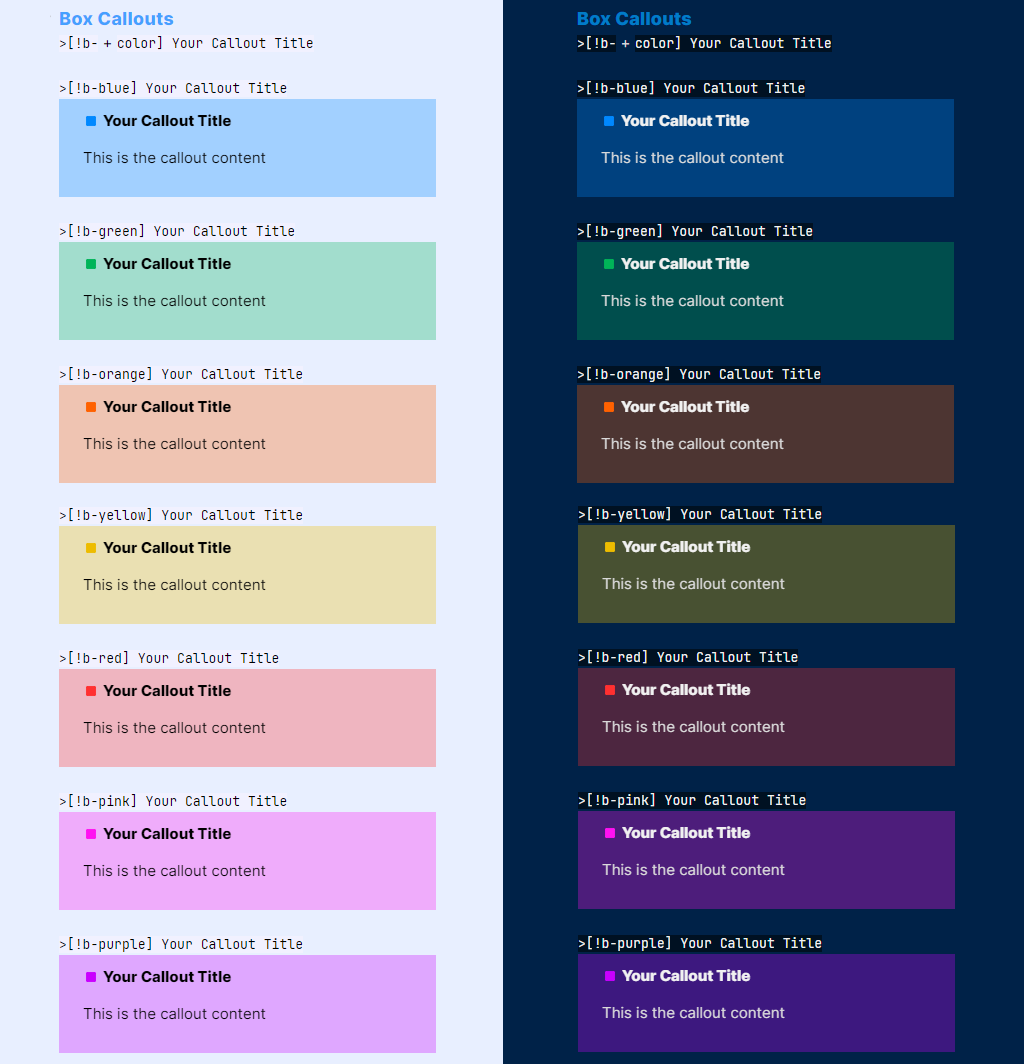 Box Callouts
>[!b- + color] Your Callout Title
>[!b-blue] Your Callout Title
Your Callout Title
This is the callout content
>[!b-green] Your Callout Title
Your Callout Title
This is the callout content
>[!b-orange] Your Callout Title
Your Callout Title
This is the callout content
>[!b-yellow] Your Callout Title
Your Callout Title
This is the callout content
>[!b-red] Your Callout Title
Your Callout Title
This is the callout content
>[!b-pink] Your Callout Title
Your Callout Title
This is the callout content
>[!b-purple] Your Callout Title
Your Callout Title
This is the callout content
Box Callouts
>[!b- + color] Your Callout Title
>[!b-blue] Your Callout Title
Your Callout Title
This is the callout content
>[!b-green] Your Callout Title
Your Callout Title
This is the callout content
>[!b-orange] Your Callout Title
Your Callout Title
This is the callout content
>[!b-yellow] Your Callout Title
Your Callout Title
This is the callout content
>[!b-red] Your Callout Title
Your Callout Title
This is the callout content
>[!b-pink] Your Callout Title
Your Callout Title
This is the callout content
>[!b-purple] Your Callout Title
Your Callout Title
This is the callout content